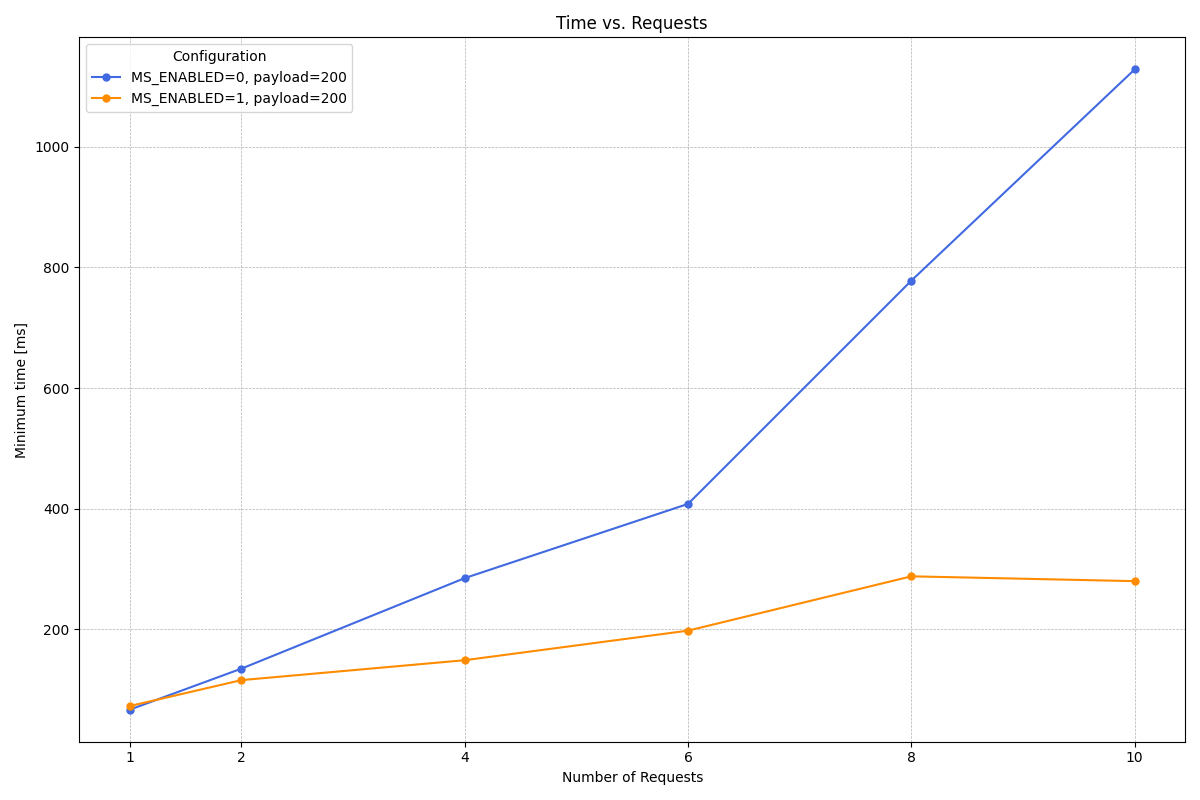 Time vs. Requests
Configuration
MS_ENABLED=0, payload=200
MS_ENABLED=1, payload=200
1000
800
600
400
200
Minimum time [ms]
1 2 4 6 8 10
Number of Requests